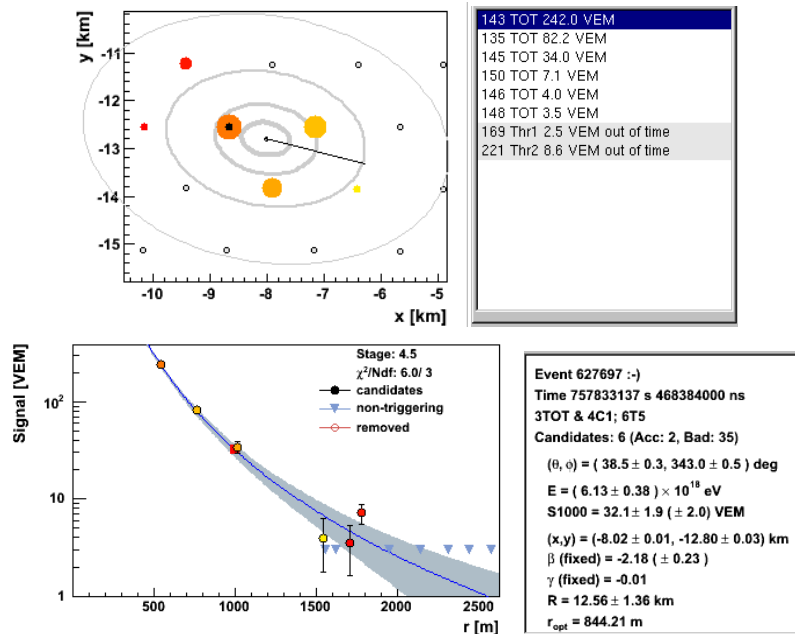 y [km]
-11
-12
-13
-14
-15
-10 -9 -8 -7 -6 -5
x [km]
143 TOT 242.0 VEM
135 TOT 82.2 VEM
145 TOT 34.0 VEM
150 TOT 7.1 VEM
146 TOT 4.0 VEM
148 TOT 3.5 VEM
169 Thr1 2.5 VEM out of time
221 Thr2 8.6 VEM out of time
Signal [VEM]
10²
10
1
Stage: 4.5
χ²/Ndf: 6.0/ 3
candidates
non-triggering
removed
500 1000 1500 2000 2500
r [m]
Event 627697 :-)
Time 757833137 s 468384000 ns
3TOT & 4C1; 6T5
Candidates: 6 (Acc: 2, Bad: 35)
(θ, ϕ) = ( 38.5 ± 0.3, 343.0 ± 0.5 ) deg
E = ( 6.13 ± 0.38 ) × 10¹⁸ eV
S1000 = 32.1 ± 1.9 ( ± 2.0) VEM
(x,y) = (-8.02 ± 0.01, -12.80 ± 0.03) km
β (fixed) = -2.18 ( ± 0.23 )
γ (fixed) = -0.01
R = 12.56 ± 1.36 km
r_opt = 844.21 m